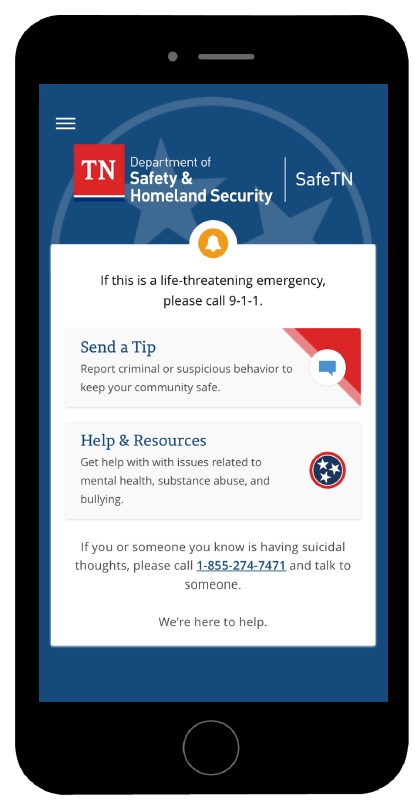 TN
Department of
Safety &
Homeland Security
SafeTN
If this is a life-threatening emergency,
please call 9-1-1.
Send a Tip
Report criminal or suspicious behavior to
keep your community safe.
Help & Resources
Get help with with issues related to
mental health, substance abuse, and
bullying.
If you or someone you know is having suicidal
thoughts, please call 1-855-274-7471 and talk to
someone.
We're here to help.